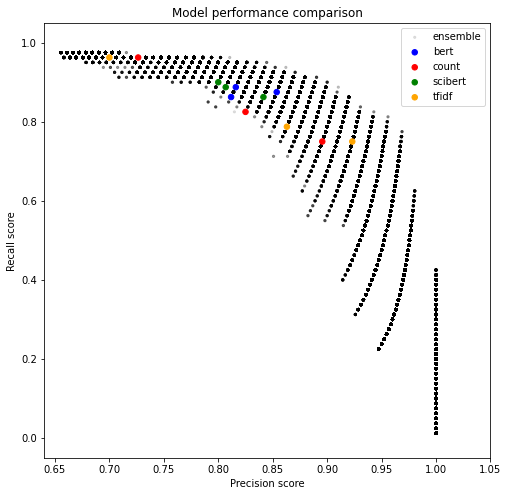 Model performance comparison
ensemble
bert
count
scibert
tfidf
1.0
0.8
0.6
0.4
0.2
0.0
Recall score
0.65 0.70 0.75 0.80 0.85 0.90 0.95 1.00 1.05
Precision score